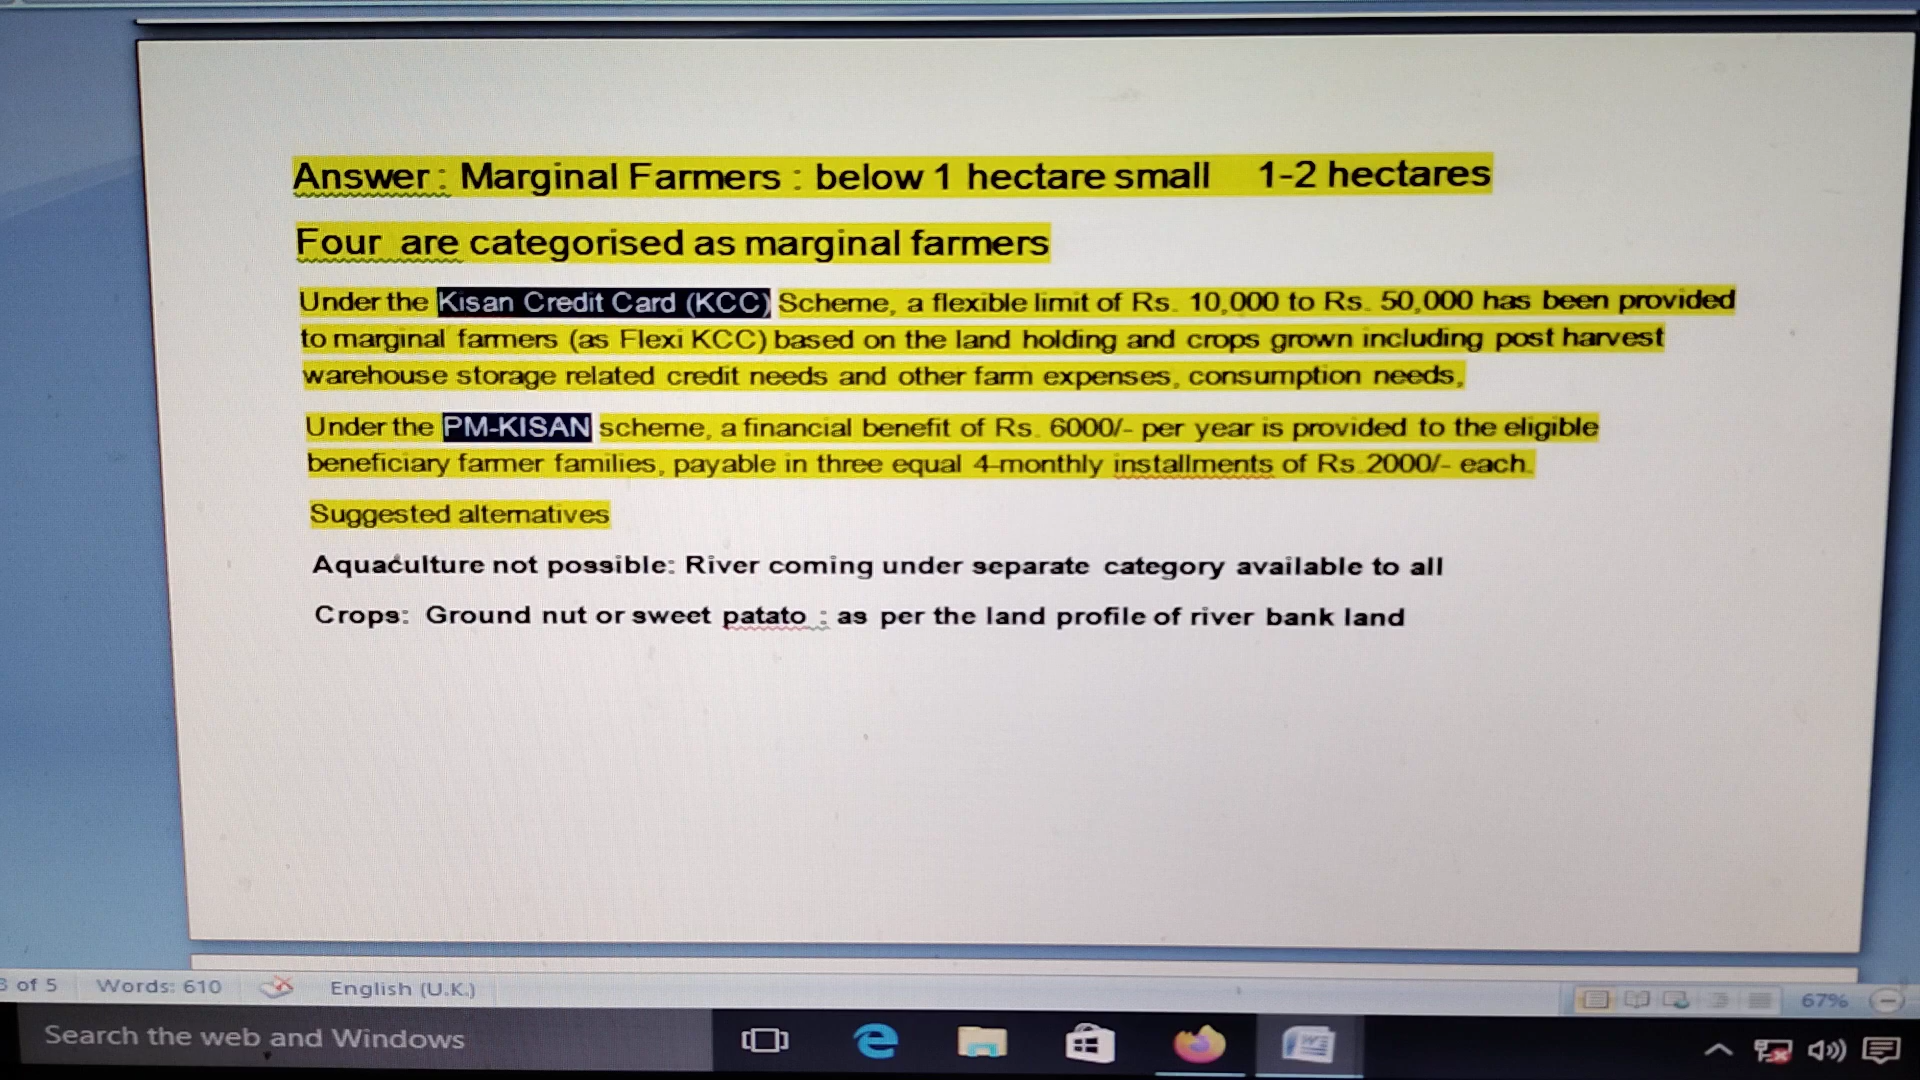 Answer : Marginal Farmers : below 1 hectare small 1-2 hectares
Four are categorised as marginal farmers
Under the Kisan Credit Card (KCC) Scheme, a flexible limit of Rs. 10,000 to Rs. 50,000 has been provided
to marginal farmers (as Flexi KCC) based on the land holding and crops grown including post harvest
warehouse storage related credit needs and other farm expenses, consumption needs,
Under the PM-KISAN scheme, a financial benefit of Rs. 6000/- per year is provided to the eligible
beneficiary farmer families, payable in three equal 4-monthly installments of Rs.2000/- each.
Suggested alternatives
Aquaculture not possible: River coming under separate category available to all
Crops: Ground nut or sweet patato : as per the land profile of river bank land
3 of 5 Words: 610 English (U.K.) 67%
Search the web and Windows